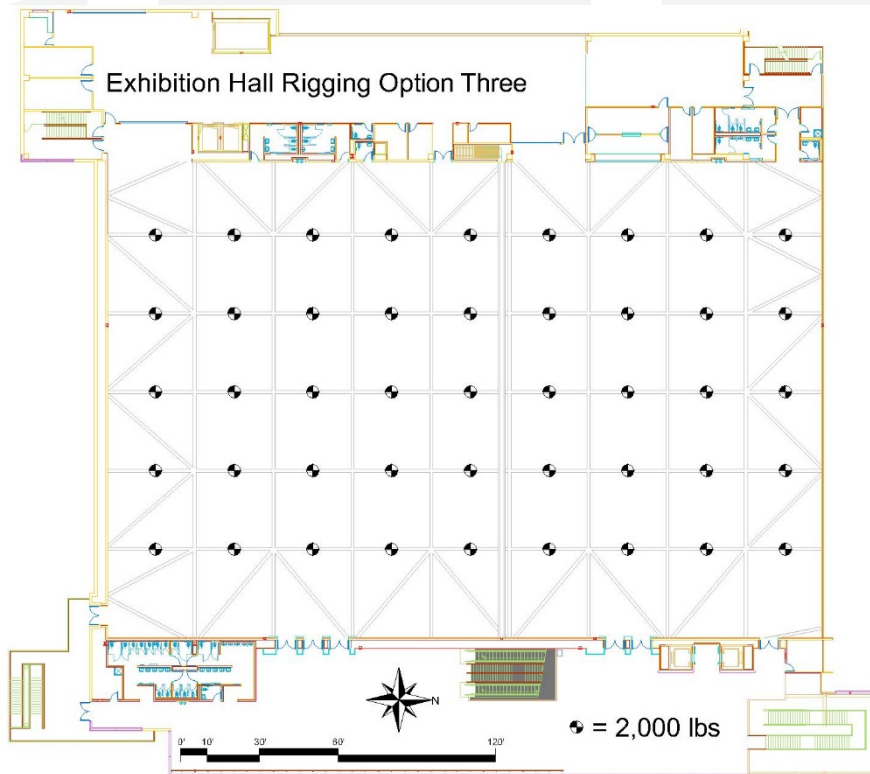 Exhibition Hall Rigging Option Three
N
= 2,000 lbs
0' 10' 30' 60' 120'